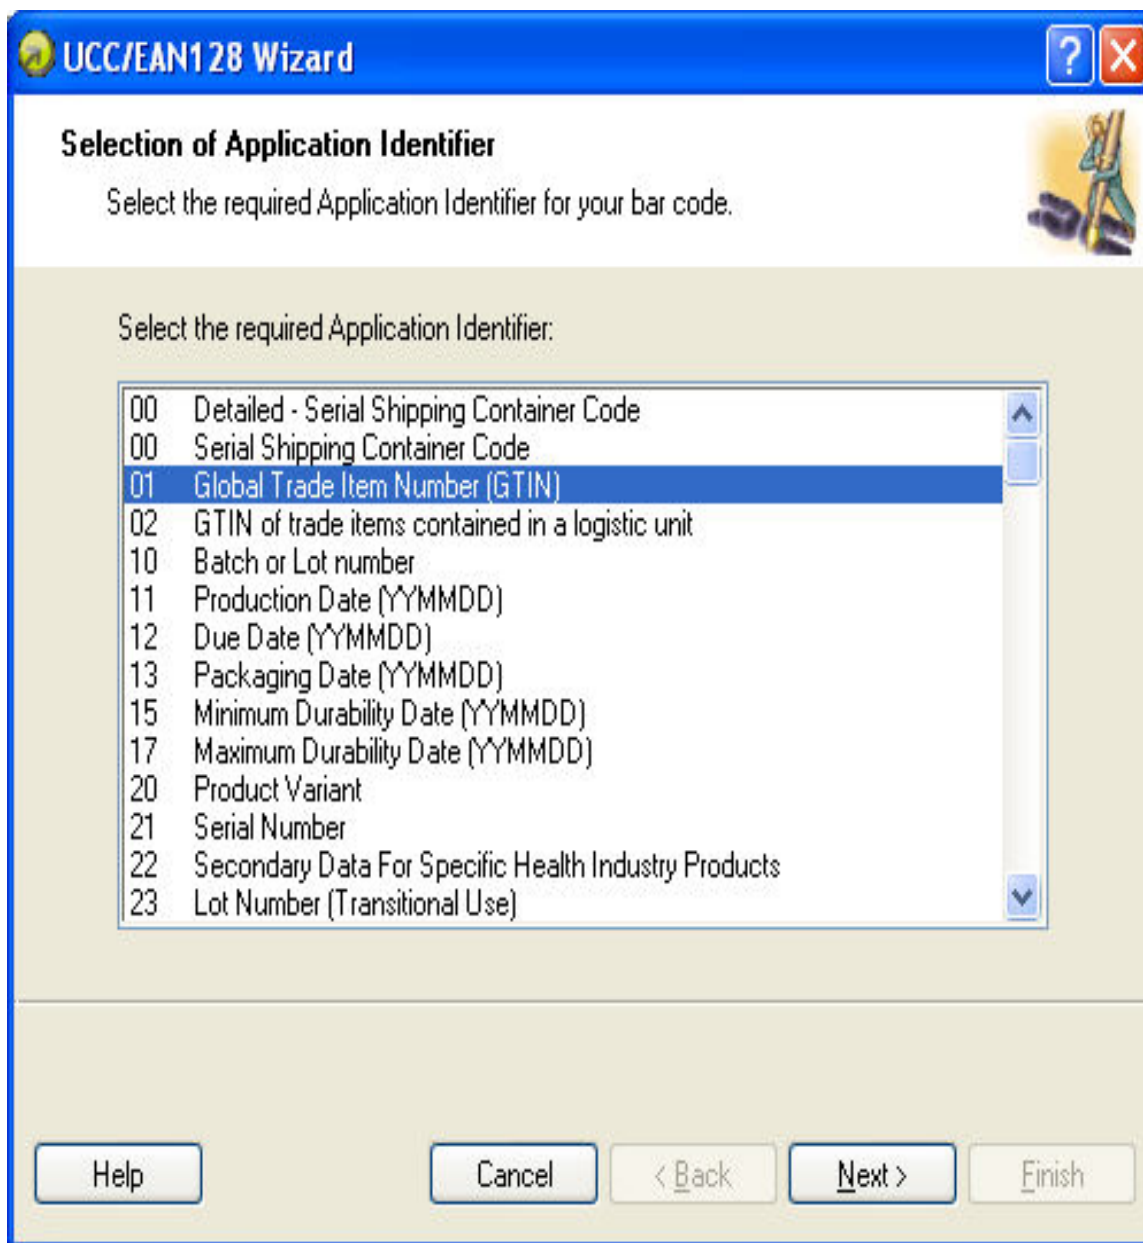 UCC/EAN128 Wizard
Selection of Application Identifier
Select the required Application Identifier for your bar code.
Select the required Application Identifier:
00 Detailed - Serial Shipping Container Code
00 Serial Shipping Container Code
01 Global Trade Item Number (GTIN)
02 GTIN of trade items contained in a logistic unit
10 Batch or Lot number
11 Production Date (YYMMDD)
12 Due Date (YYMMDD)
13 Packaging Date (YYMMDD)
15 Minimum Durability Date (YYMMDD)
17 Maximum Durability Date (YYMMDD)
20 Product Variant
21 Serial Number
22 Secondary Data For Specific Health Industry Products
23 Lot Number (Transitional Use)
Help Cancel < Back Next > Finish